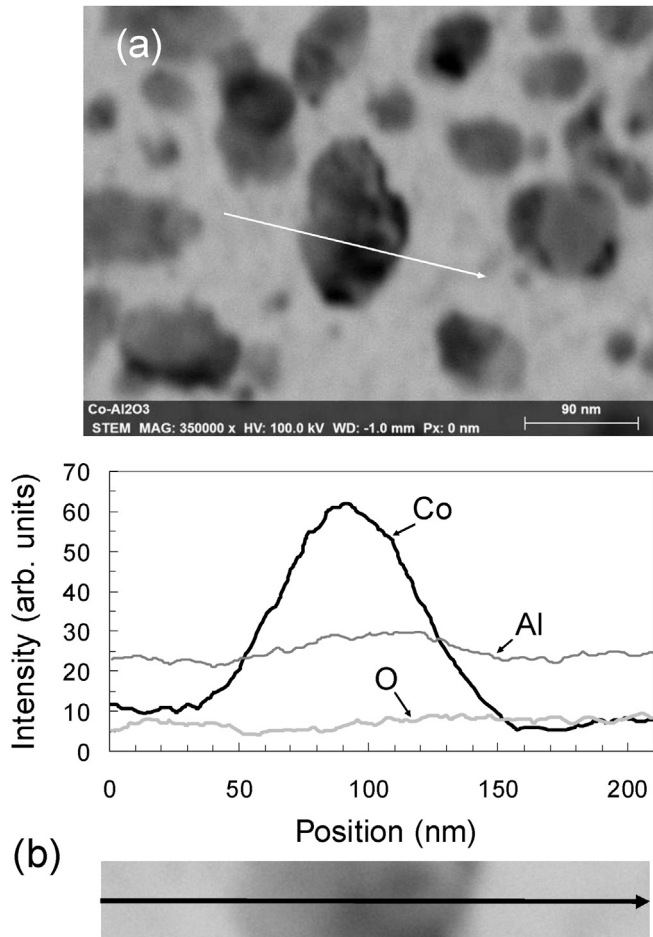 (a)
Co-Al2O3
STEM MAG: 350000 x HV: 100.0 kV WD: -1.0 mm Px: 0 nm
90 nm
70
60
50
40
30
20
10
0
Intensity (arb. units)
Co
Al
O
0 50 100 150 200
Position (nm)
(b)